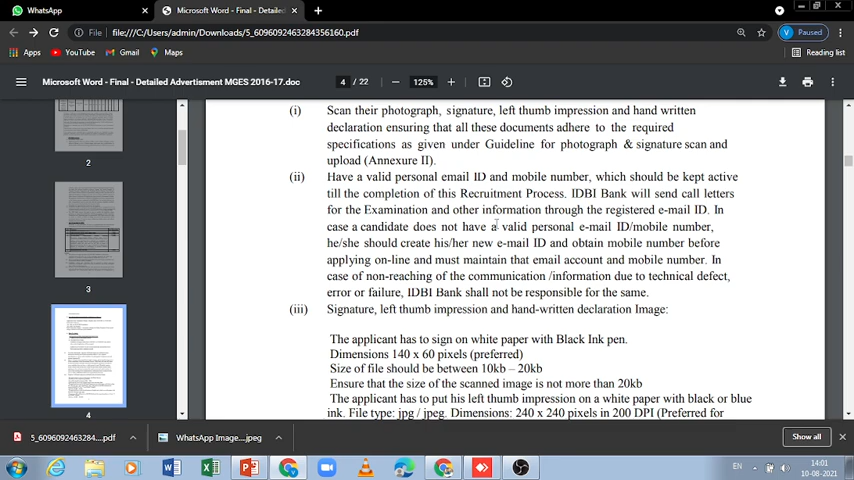 WhatsApp
Microsoft Word - Final - Detailed
File
file:///C:/Users/admin/Downloads/5_6096092463284356160.pdf
V Paused
Apps YouTube Gmail Maps
Reading list
Microsoft Word - Final - Detailed Advertisment MGES 2016-17.doc
4 / 22
125%
2
3
4
(i) Scan their photograph, signature, left thumb impression and hand written
declaration ensuring that all these documents adhere to the required
specifications as given under Guideline for photograph & signature scan and
upload (Annexure II).
(ii) Have a valid personal email ID and mobile number, which should be kept active
till the completion of this Recruitment Process. IDBI Bank will send call letters
for the Examination and other information through the registered e-mail ID. In
case a candidate does not have a valid personal e-mail ID/mobile number,
he/she should create his/her new e-mail ID and obtain mobile number before
applying on-line and must maintain that email account and mobile number. In
case of non-reaching of the communication /information due to technical defect,
error or failure, IDBI Bank shall not be responsible for the same.
(iii) Signature, left thumb impression and hand-written declaration Image:
The applicant has to sign on white paper with Black Ink pen.
Dimensions 140 x 60 pixels (preferred)
Size of file should be between 10kb – 20kb
Ensure that the size of the scanned image is not more than 20kb
The applicant has to put his left thumb impression on a white paper with black or blue
ink. File type: jpg / jpeg. Dimensions: 240 x 240 pixels in 200 DPI (Preferred for
5_6096092463284....pdf
WhatsApp Image....jpeg
Show all
EN
14:01
10-08-2021